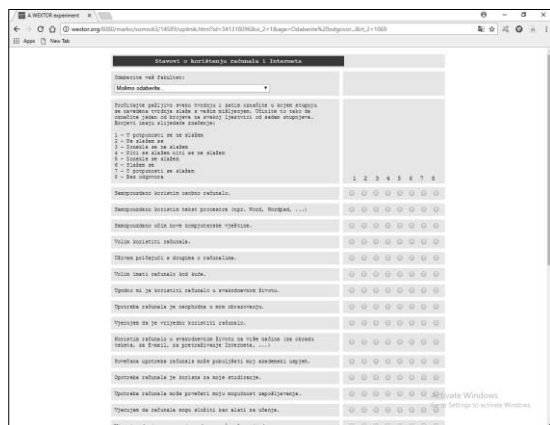 A WEXTOR experiment
Apps New Tab
Stavovi o korištenju računala i Interneta
Odaberite vaš fakultet:
Molimo odaberite...
Pročitajte pažljivo svaku tvrdnju i zatim označite u kojem stupnju
se navedena tvrdnja slaže s vašim mišljenjem. Učinite to tako da
označite jedan od brojeva na svakoj ljestvici od sedam stupnjeva.
Brojevi imaju slijedeće značenje:
1 - U potpunosti se ne slažem
2 - Ne slažem se
3 - Donekle se ne slažem
4 - Niti se slažem niti se ne slažem
5 - Donekle se slažem
6 - Slažem se
7 - U potpunosti se slažem
8 - Bez odgovora
1 2 3 4 5 6 7 8
Samopouzdano koristim osobno računalo.
Samopouzdano koristim tekst procesore (npr. Word, Wordpad, ...)
Samopouzdano učim nove kompjuterske vještine.
Volim koristiti računala.
Uživam pričajući s drugima o računalima.
Volim imati računalo kod kuće.
Ugodno mi je koristiti računalo u svakodnevnom životu.
Upotreba računala je neophodna u mom obrazovanju.
Vjerujem da je vrijedno koristiti računalo.
Koristim računalo u svakodnevnom životu na više načina (za obradu
teksta, za E-mail, za pretraživanje Interneta, ...)
Povećana upotreba računala može poboljšati moj akademski uspjeh.
Upotreba računala je korisna za moje studiranje.
Upotreba računala može povećati moju mogućnost zapošljavanja.
Vjerujem da računala mogu služiti kao alati za učenje.
Activate Windows
Go to Settings to activate Windows.